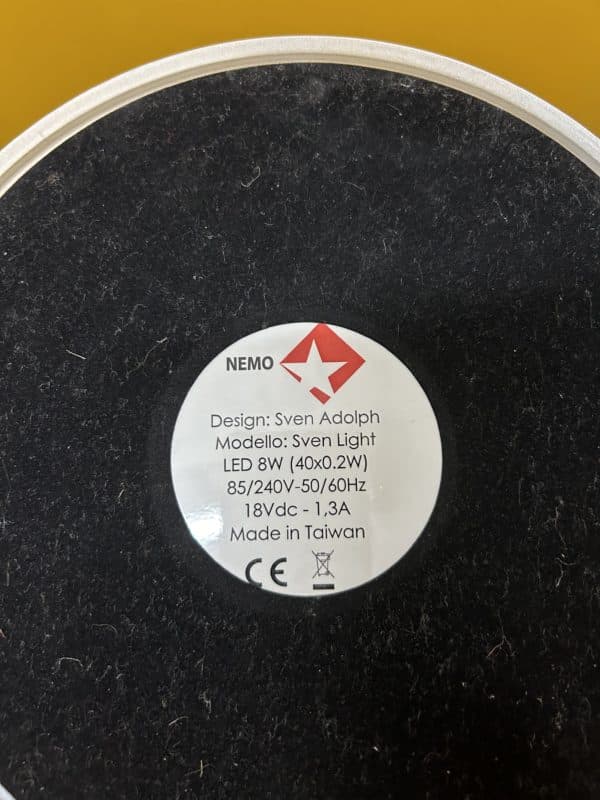 NEMO
Design: Sven Adolph
Modello: Sven Light
LED 8W (40x0.2W)
85/240V-50/60Hz
18Vdc - 1,3A
Made in Taiwan
CE